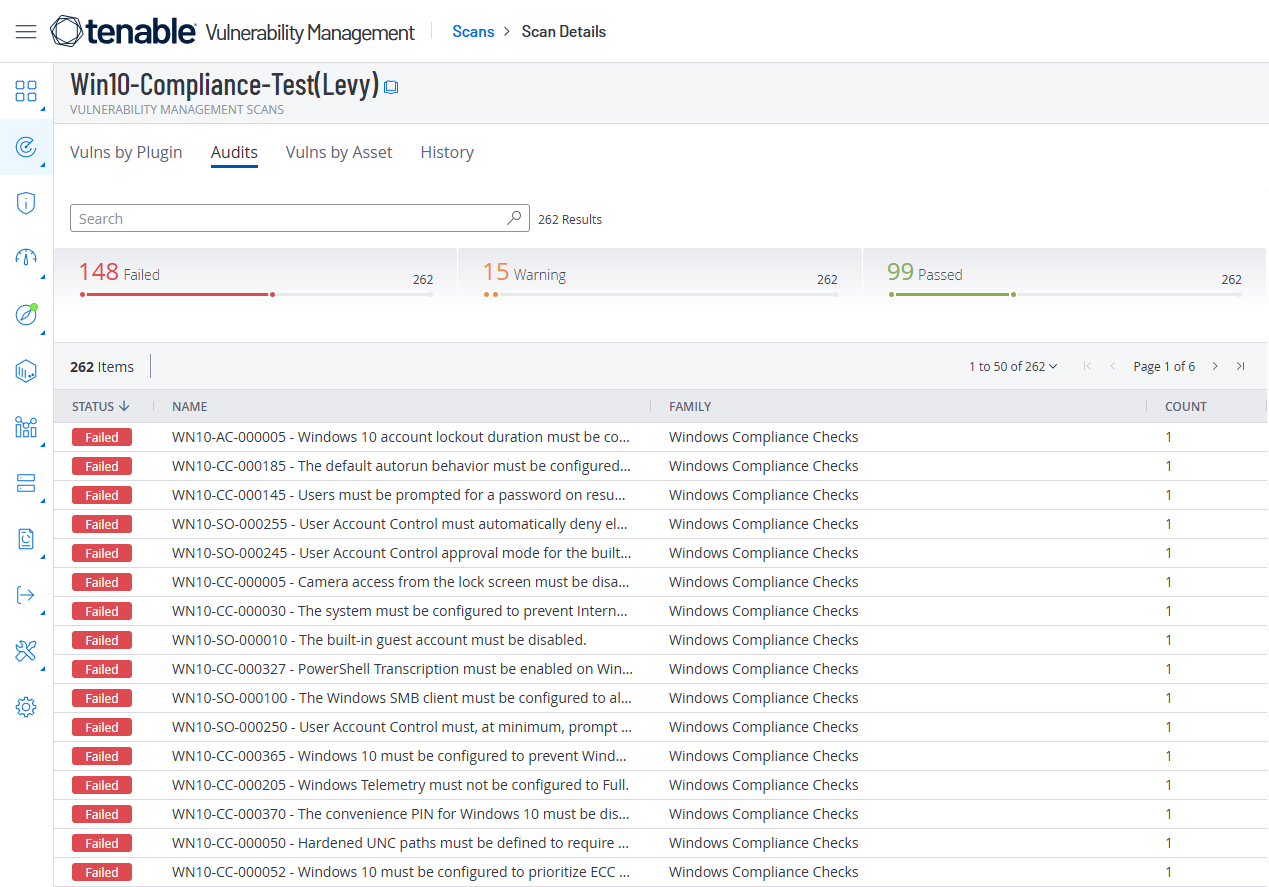 tenable Vulnerability Management Scans > Scan Details
Win10-Compliance-Test(Levy)
VULNERABILITY MANAGEMENT SCANS
Vulns by Plugin Audits Vulns by Asset History
Search 262 Results
148 Failed 262 15 Warning 262 99 Passed 262
262 Items 1 to 50 of 262 Page 1 of 6
STATUS NAME FAMILY COUNT
Failed WN10-AC-000005 - Windows 10 account lockout duration must be co... Windows Compliance Checks 1
Failed WN10-CC-000185 - The default autorun behavior must be configured... Windows Compliance Checks 1
Failed WN10-CC-000145 - Users must be prompted for a password on resu... Windows Compliance Checks 1
Failed WN10-SO-000255 - User Account Control must automatically deny el... Windows Compliance Checks 1
Failed WN10-SO-000245 - User Account Control approval mode for the built... Windows Compliance Checks 1
Failed WN10-CC-000005 - Camera access from the lock screen must be disa... Windows Compliance Checks 1
Failed WN10-CC-000030 - The system must be configured to prevent Intern... Windows Compliance Checks 1
Failed WN10-SO-000010 - The built-in guest account must be disabled. Windows Compliance Checks 1
Failed WN10-CC-000327 - PowerShell Transcription must be enabled on Win... Windows Compliance Checks 1
Failed WN10-SO-000100 - The Windows SMB client must be configured to al... Windows Compliance Checks 1
Failed WN10-SO-000250 - User Account Control must, at minimum, prompt ... Windows Compliance Checks 1
Failed WN10-CC-000365 - Windows 10 must be configured to prevent Wind... Windows Compliance Checks 1
Failed WN10-CC-000205 - Windows Telemetry must not be configured to Full. Windows Compliance Checks 1
Failed WN10-CC-000370 - The convenience PIN for Windows 10 must be dis... Windows Compliance Checks 1
Failed WN10-CC-000050 - Hardened UNC paths must be defined to require ... Windows Compliance Checks 1
Failed WN10-CC-000052 - Windows 10 must be configured to prioritize ECC ... Windows Compliance Checks 1